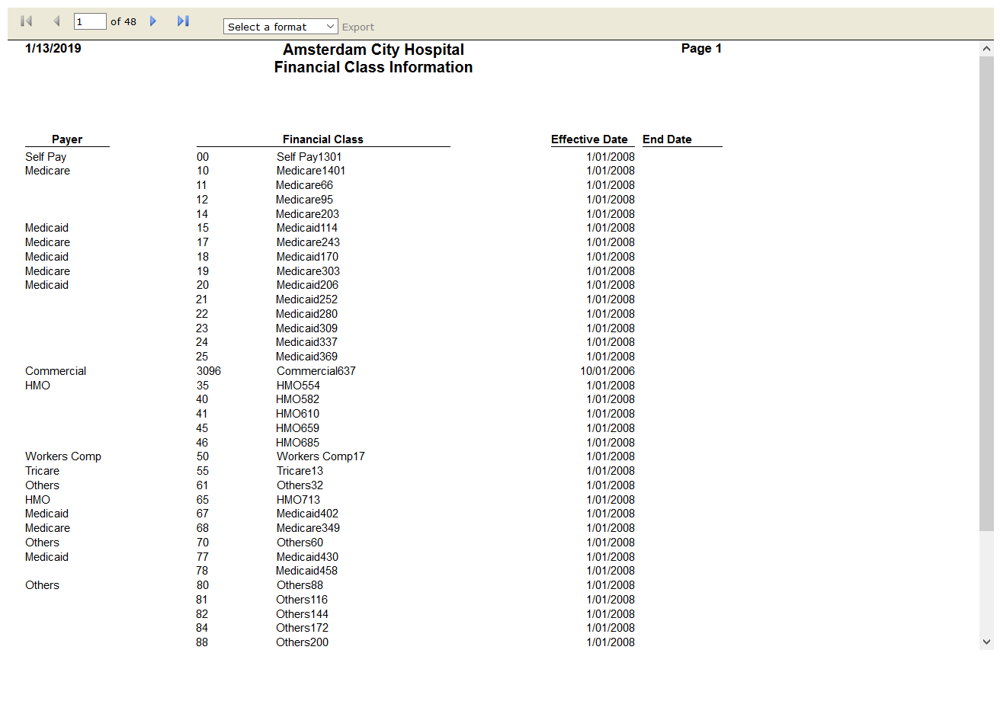 1 of 48 Select a format Export
1/13/2019 Amsterdam City Hospital Page 1
Financial Class Information
Payer Financial Class Effective Date End Date
Self Pay 00 Self Pay1301 1/01/2008
Medicare 10 Medicare1401 1/01/2008
11 Medicare66 1/01/2008
12 Medicare95 1/01/2008
14 Medicare203 1/01/2008
Medicaid 15 Medicaid114 1/01/2008
Medicare 17 Medicare243 1/01/2008
Medicaid 18 Medicaid170 1/01/2008
Medicare 19 Medicare303 1/01/2008
Medicaid 20 Medicaid206 1/01/2008
21 Medicaid252 1/01/2008
22 Medicaid280 1/01/2008
23 Medicaid309 1/01/2008
24 Medicaid337 1/01/2008
25 Medicaid369 1/01/2008
Commercial 3096 Commercial637 10/01/2006
HMO 35 HMO554 1/01/2008
40 HMO582 1/01/2008
41 HMO610 1/01/2008
45 HMO659 1/01/2008
46 HMO685 1/01/2008
Workers Comp 50 Workers Comp17 1/01/2008
Tricare 55 Tricare13 1/01/2008
Others 61 Others32 1/01/2008
HMO 65 HMO713 1/01/2008
Medicaid 67 Medicaid402 1/01/2008
Medicare 68 Medicare349 1/01/2008
Others 70 Others60 1/01/2008
Medicaid 77 Medicaid430 1/01/2008
78 Medicaid458 1/01/2008
Others 80 Others88 1/01/2008
81 Others116 1/01/2008
82 Others144 1/01/2008
84 Others172 1/01/2008
88 Others200 1/01/2008